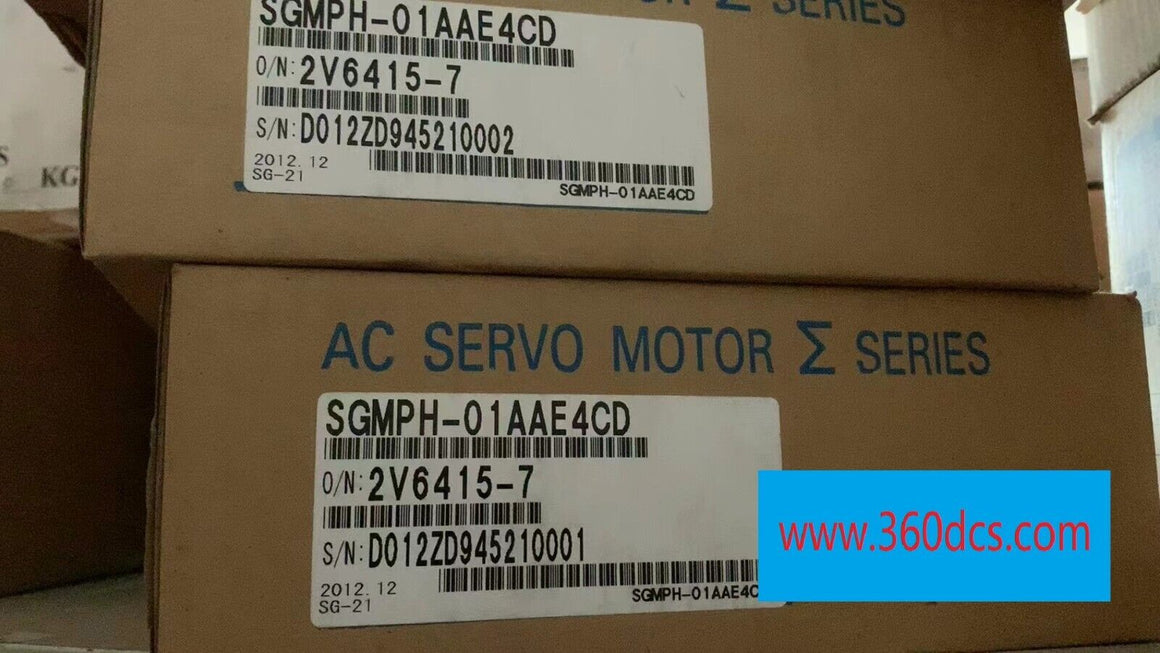 OR Σ SERIES
SGMPH-01AAE4CD
O/N: 2V6415-7
S/N: D012ZD945210002
2012.12
SG-21
SGMPH-01AAE4CD
KG
AC SERVO MOTOR Σ SERIES
SGMPH-01AAE4CD
O/N: 2V6415-7
S/N: D012ZD945210001
2012.12
SG-21
SGMPH-01AAE4C
www.360dcs.com